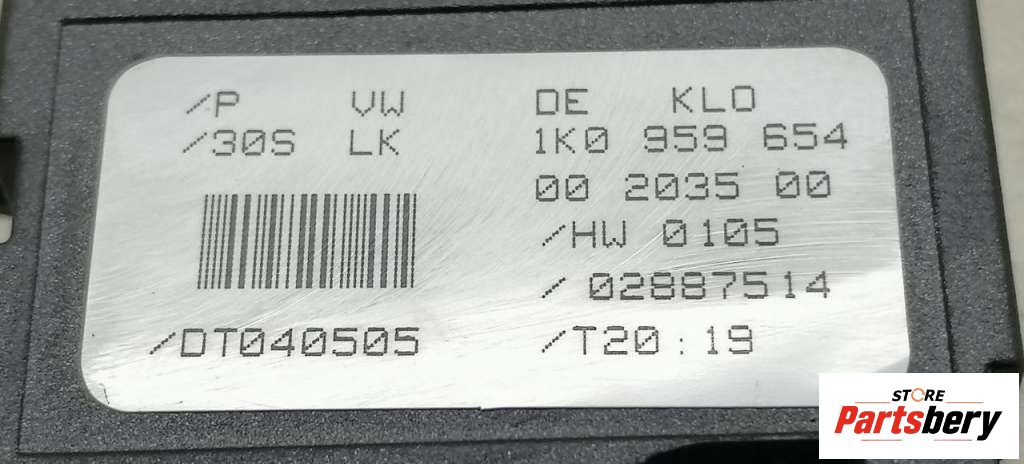 /P VW DE KLO
/30S LK 1K0 959 654
00 2035 00
/HW 0105
/ 02887514
/DT040505 /T20:19
STORE
Partsbery